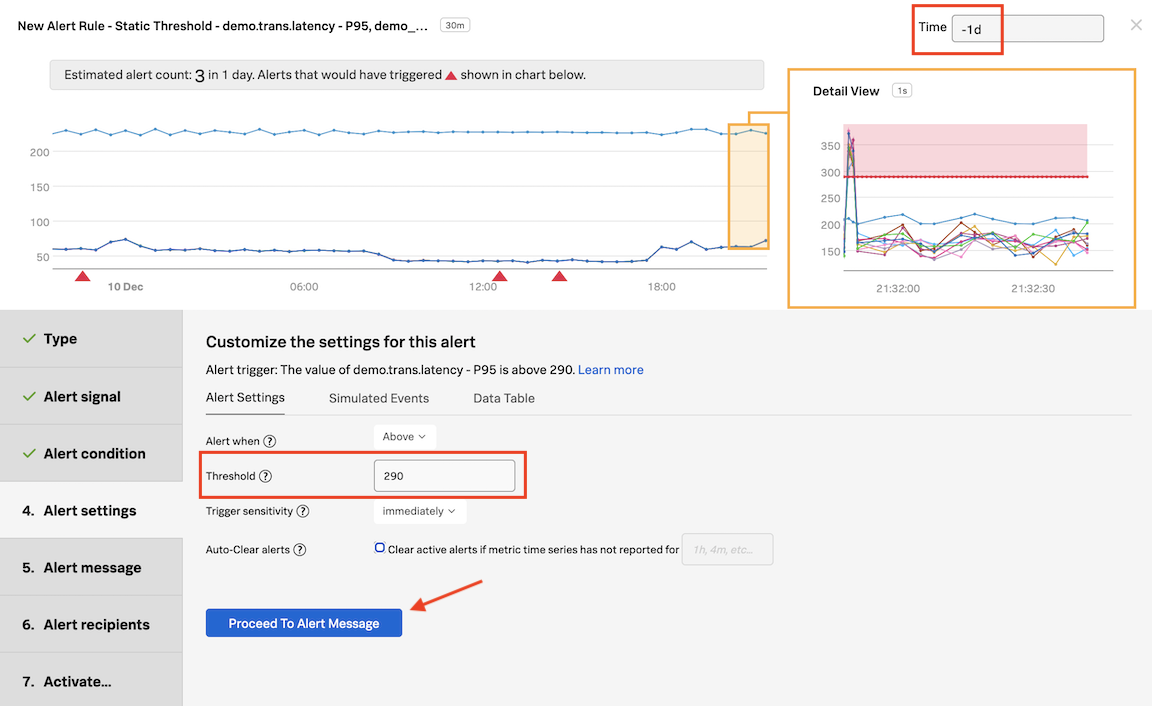 New Alert Rule - Static Threshold - demo.trans.latency - P95, demo_... 30m
Time -1d
Estimated alert count: 3 in 1 day. Alerts that would have triggered ▲ shown in chart below.
200
150
100
50
10 Dec 06:00 12:00 18:00
Detail View 1s
350
300
250
200
150
21:32:00 21:32:30
Type
Alert signal
Alert condition
4. Alert settings
5. Alert message
6. Alert recipients
7. Activate...
Customize the settings for this alert
Alert trigger: The value of demo.trans.latency - P95 is above 290. Learn more
Alert Settings Simulated Events Data Table
Alert when ? Above
Threshold ? 290
Trigger sensitivity ? immediately
Auto-Clear alerts ? Clear active alerts if metric time series has not reported for 1h, 4m, etc...
Proceed To Alert Message